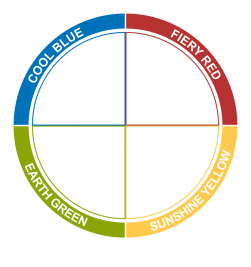 COOL BLUE
FIERY RED
EARTH GREEN
SUNSHINE YELLOW